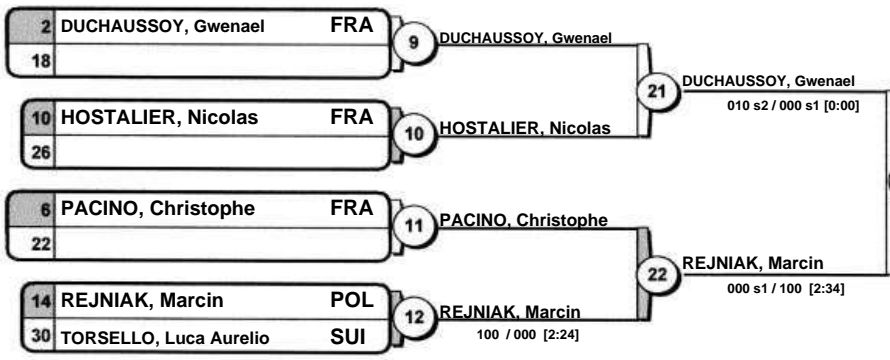 2 DUCHAUSSOY, Gwenael FRA
18
9
DUCHAUSSOY, Gwenael
10 HOSTALIER, Nicolas FRA
26
10
HOSTALIER, Nicolas
21
DUCHAUSSOY, Gwenael
010 s2 / 000 s1 [0:00]
6 PACINO, Christophe FRA
22
11
PACINO, Christophe
14 REJNIAK, Marcin POL
30 TORSELLO, Luca Aurelio SUI
12
REJNIAK, Marcin
100 / 000 [2:24]
22
REJNIAK, Marcin
000 s1 / 100 [2:34]